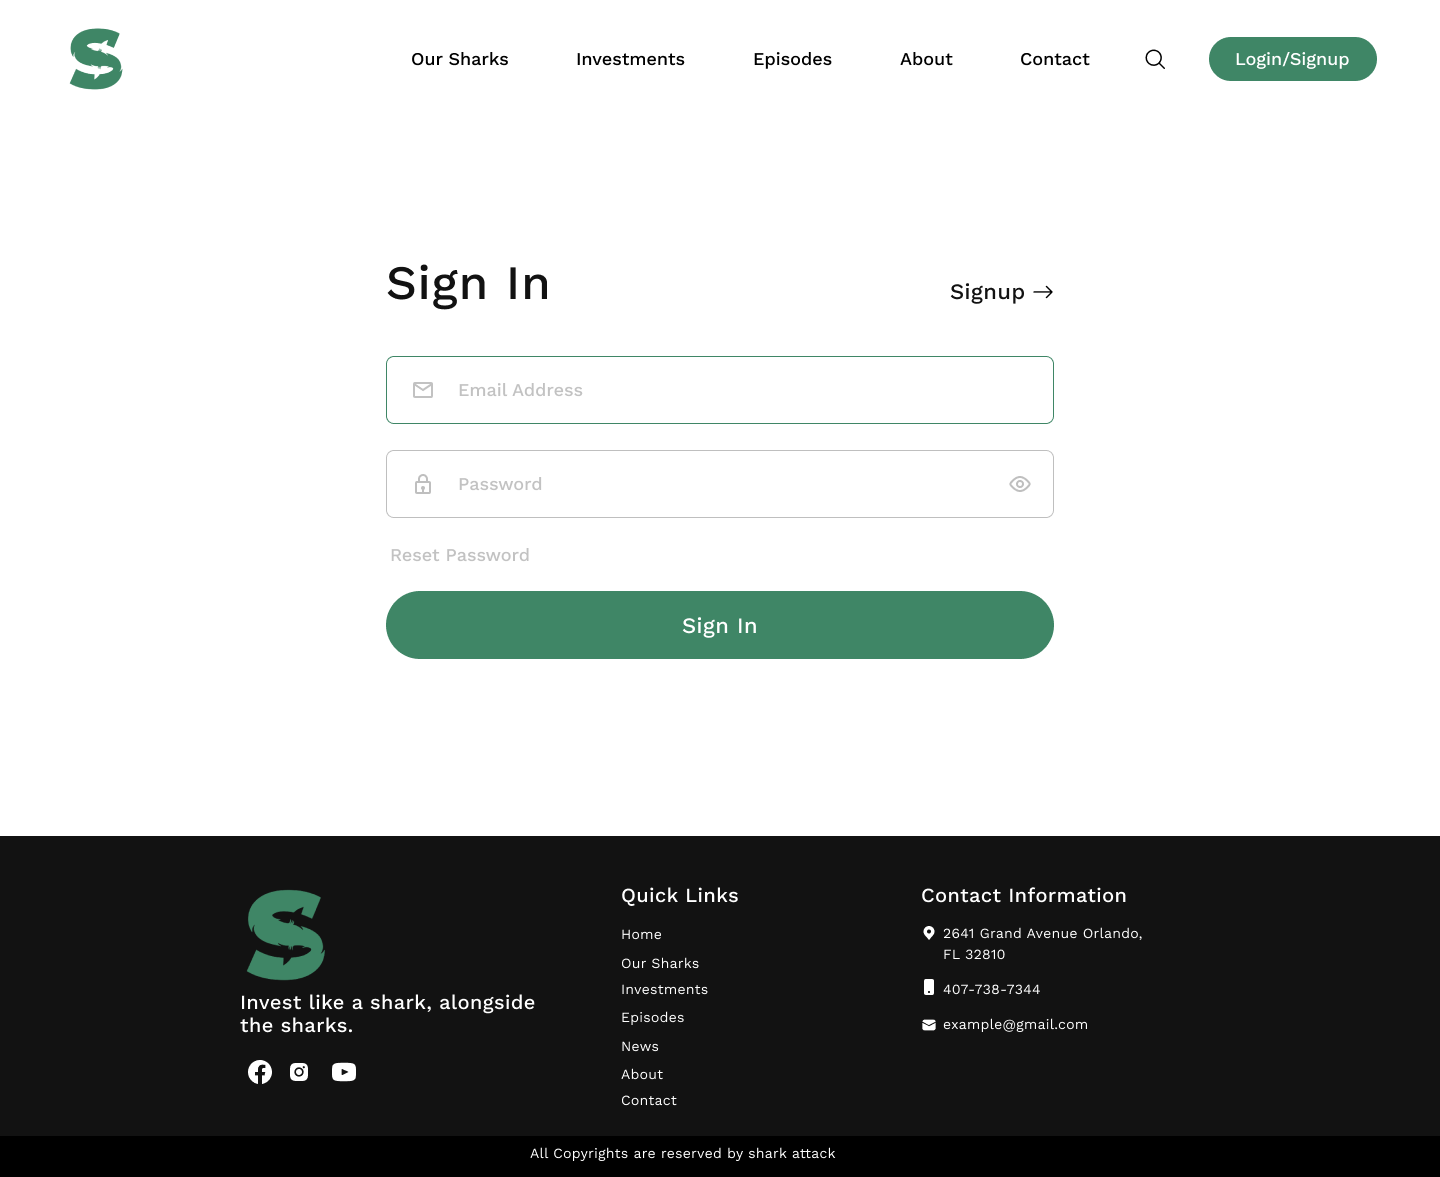 S
Our Sharks
Investments
Episodes
About
Contact
Login/Signup
Sign In
Signup
Email Address
Password
Reset Password
Sign In
S
Invest like a shark, alongside
the sharks.
Quick Links
Home
Our Sharks
Investments
Episodes
News
About
Contact
Contact Information
2641 Grand Avenue Orlando,
FL 32810
407-738-7344
example@gmail.com
All Copyrights are reserved by shark attack